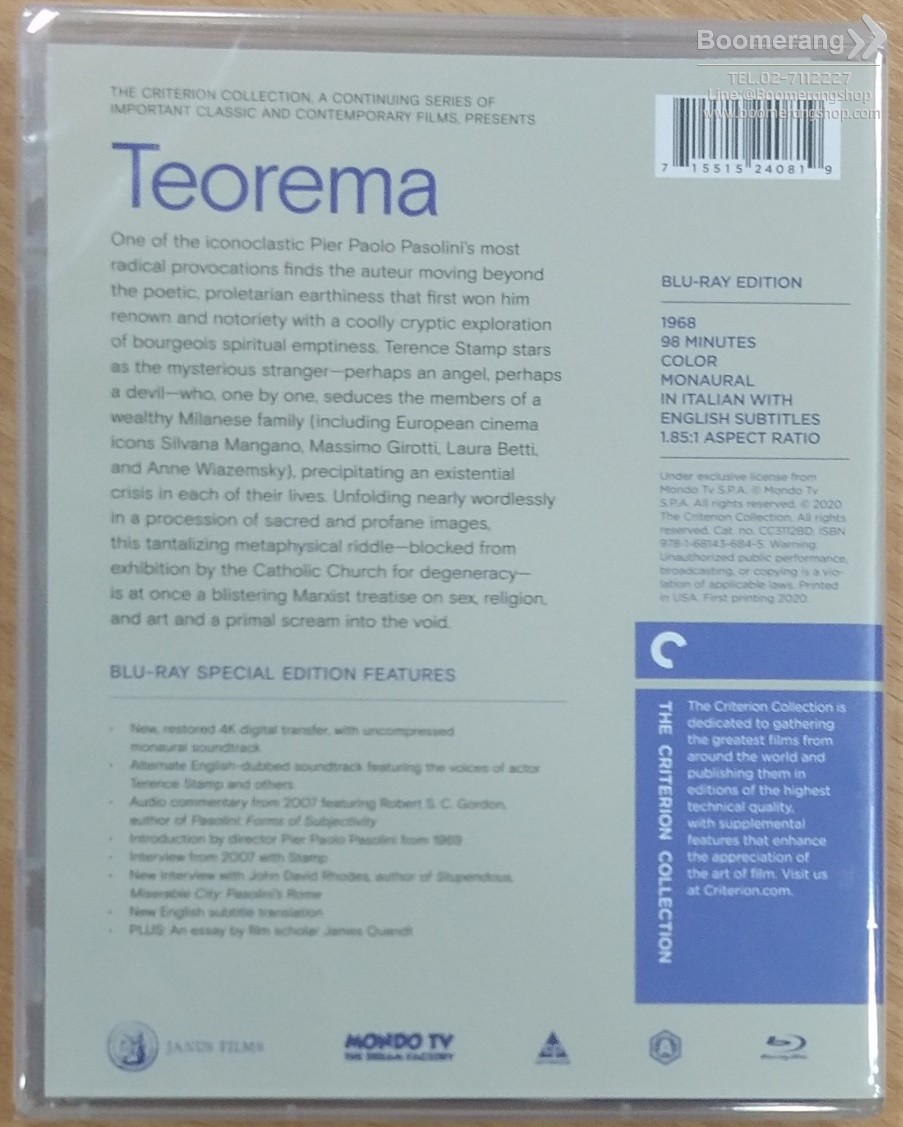 Boomerang
TEL.02-7112227
Line:@Boomerangshop
www.boomerangshop.com
THE CRITERION COLLECTION, A CONTINUING SERIES OF
IMPORTANT CLASSIC AND CONTEMPORARY FILMS, PRESENTS
Teorema
One of the iconoclastic Pier Paolo Pasolini's most
radical provocations finds the auteur moving beyond
the poetic, proletarian earthiness that first won him
renown and notoriety with a coolly cryptic exploration
of bourgeois spiritual emptiness. Terence Stamp stars
as the mysterious stranger—perhaps an angel, perhaps
a devil—who, one by one, seduces the members of a
wealthy Milanese family (including European cinema
icons Silvana Mangano, Massimo Girotti, Laura Betti,
and Anne Wiazemsky), precipitating an existential
crisis in each of their lives. Unfolding nearly wordlessly
in a procession of sacred and profane images,
this tantalizing metaphysical riddle—blocked from
exhibition by the Catholic Church for degeneracy—
is at once a blistering Marxist treatise on sex, religion,
and art and a primal scream into the void.
BLU-RAY SPECIAL EDITION FEATURES
· New, restored 4K digital transfer, with uncompressed
monaural soundtrack
· Alternate English-dubbed soundtrack featuring the voices of actor
Terence Stamp and others
· Audio commentary from 2007 featuring Robert S. C. Gordon,
author of Pasolini: Forms of Subjectivity
· Introduction by director Pier Paolo Pasolini from 1969
· Interview from 2007 with Stamp
· New interview with John David Rhodes, author of Stupendous,
Miserable City: Pasolini's Rome
· New English subtitle translation
· PLUS: An essay by film scholar James Quandt
7 15515 24081 9
BLU-RAY EDITION
1968
98 MINUTES
COLOR
MONAURAL
IN ITALIAN WITH
ENGLISH SUBTITLES
1.85:1 ASPECT RATIO
Under exclusive license from
Mondo Tv S.P.A. © Mondo Tv
S.P.A. All rights reserved. © 2020
The Criterion Collection. All rights
reserved. Cat. no. CC3112BD. ISBN
978-1-68143-684-5. Warning:
Unauthorized public performance,
broadcasting, or copying is a vio-
lation of applicable laws. Printed
in USA. First printing 2020.
THE CRITERION COLLECTION
The Criterion Collection is
dedicated to gathering
the greatest films from
around the world and
publishing them in
editions of the highest
technical quality,
with supplemental
features that enhance
the appreciation of
the art of film. Visit us
at Criterion.com.
JANUS FILMS
MONDO TV